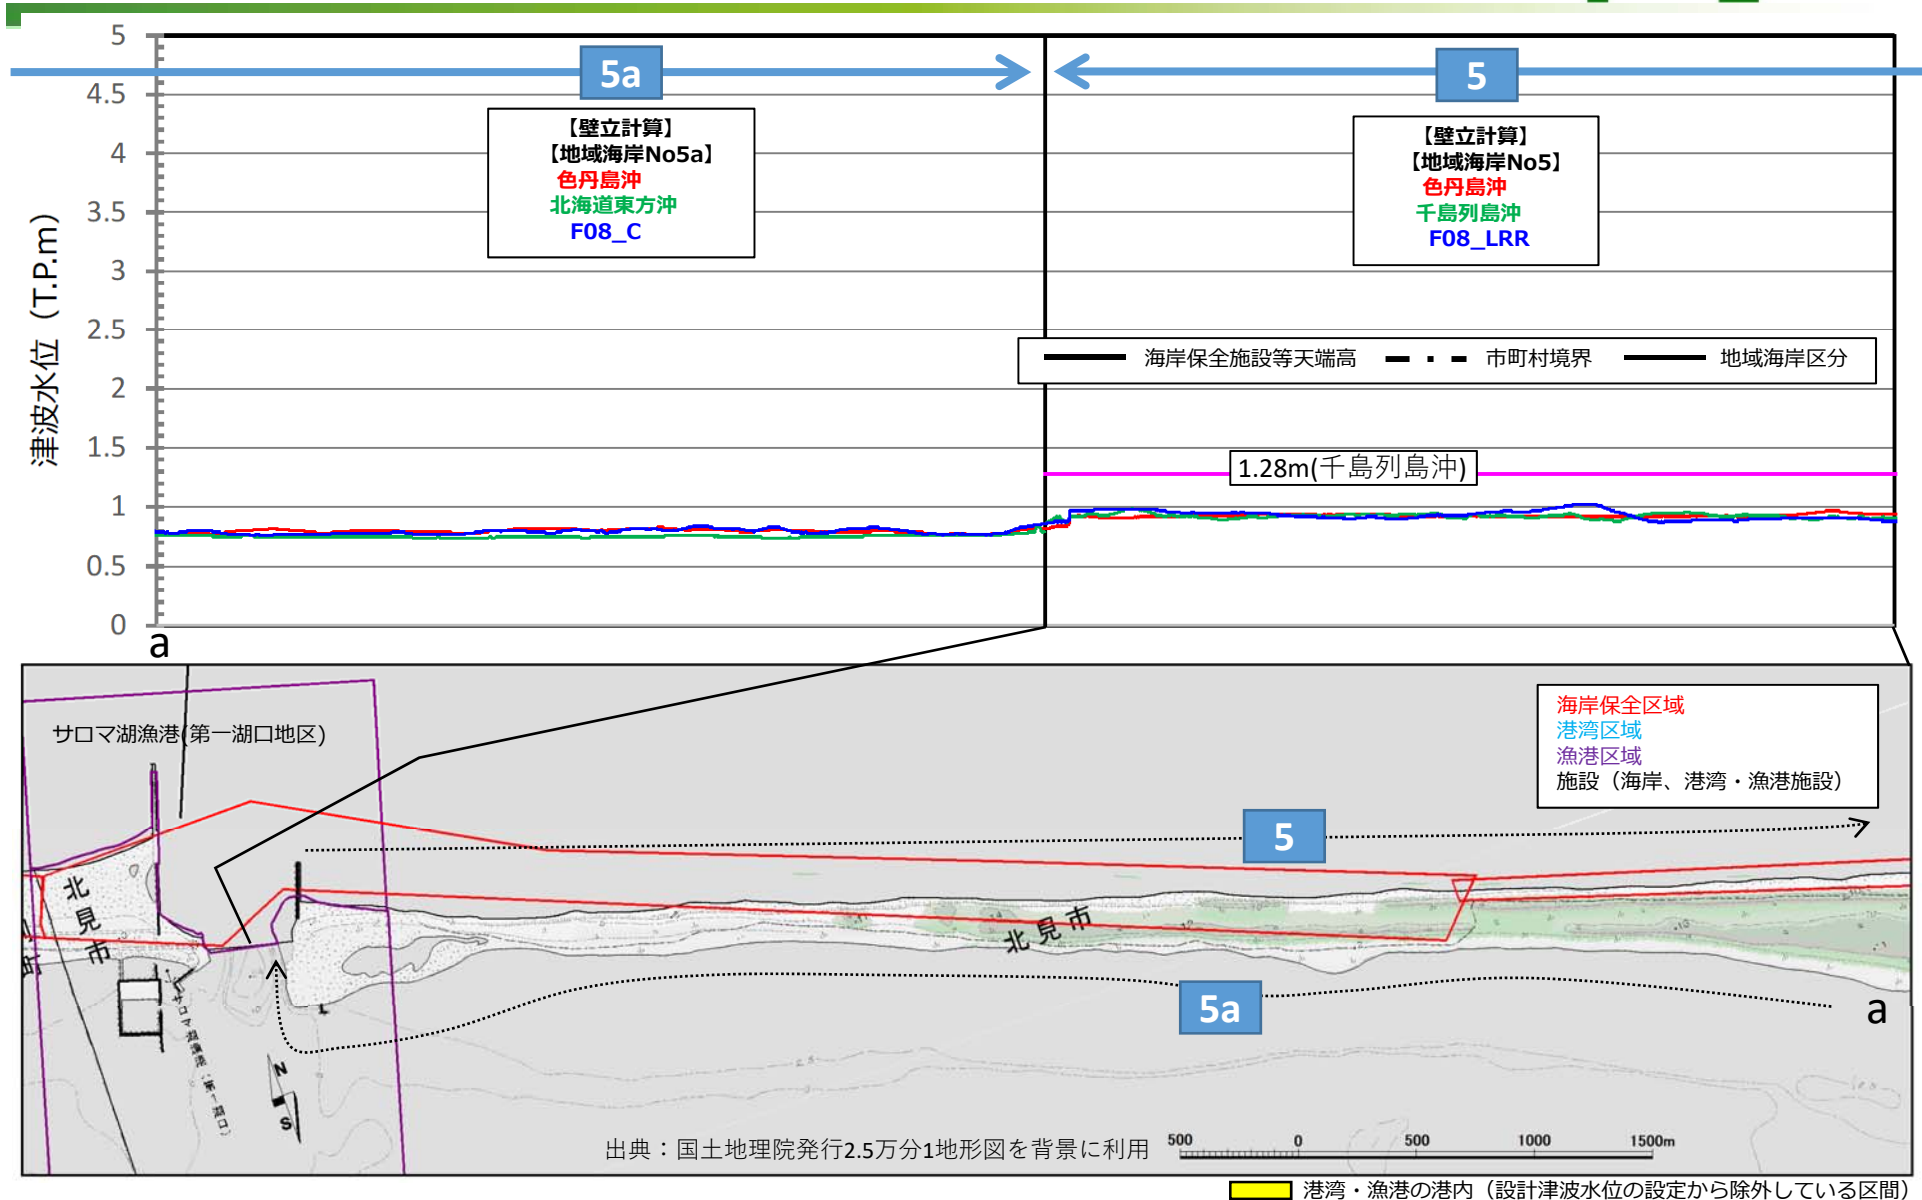 5
4.5
4
3.5
3
2.5
2
1.5
1
0.5
0
津波水位（T.P.m）
5a
5
【壁立計算】
【地域海岸No5a】
色丹島沖
北海道東方沖
F08_C
【壁立計算】
【地域海岸No5】
色丹島沖
千島列島沖
F08_LRR
海岸保全施設等天端高 市町村境界 地域海岸区分
1.28m(千島列島沖)
a
サロマ湖漁港(第一湖口地区)
海岸保全区域
港湾区域
漁港区域
施設（海岸、港湾・漁港施設）
5
北見市
北見市
町
5a
a
N
S
出典：国土地理院発行2.5万分1地形図を背景に利用
500 0 500 1000 1500m
港湾・漁港の港内（設計津波水位の設定から除外している区間）